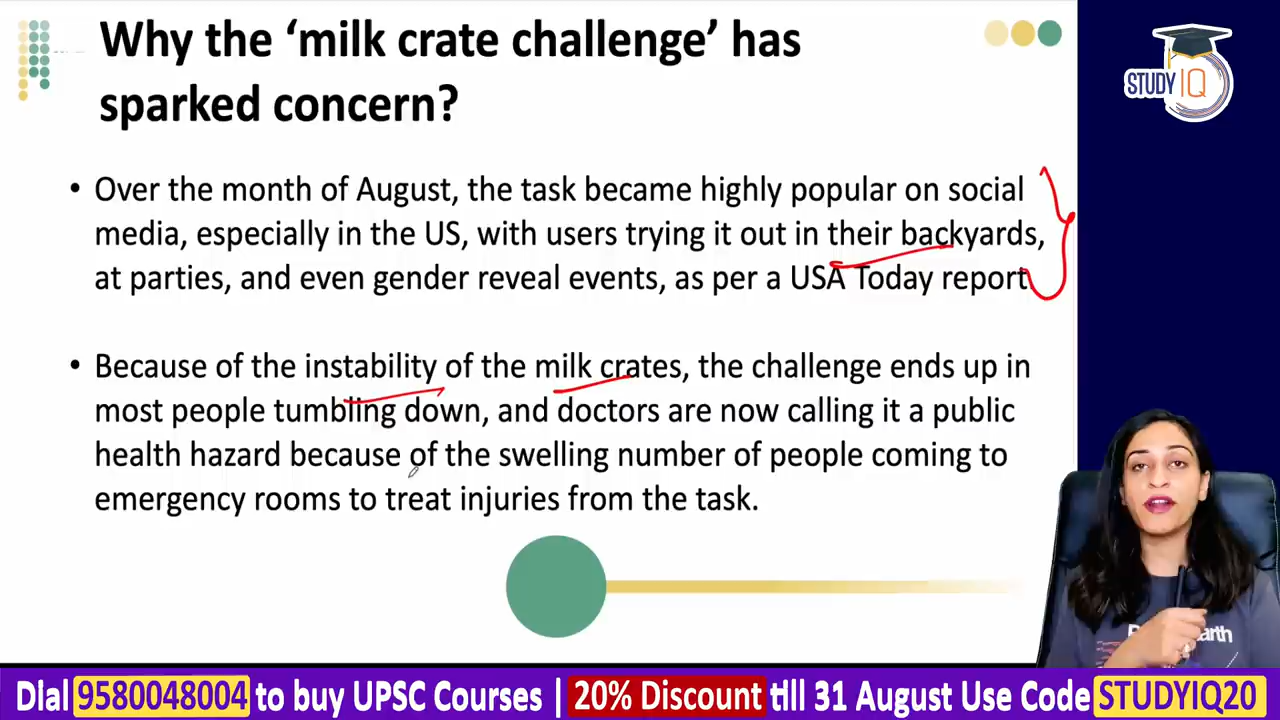 Why the ‘milk crate challenge’ has
sparked concern?
STUDY IQ
• Over the month of August, the task became highly popular on social
media, especially in the US, with users trying it out in their backyards,
at parties, and even gender reveal events, as per a USA Today report
• Because of the instability of the milk crates, the challenge ends up in
most people tumbling down, and doctors are now calling it a public
health hazard because of the swelling number of people coming to
emergency rooms to treat injuries from the task.
Dial 9580048004 to buy UPSC Courses | 20% Discount till 31 August Use Code STUDYIQ20